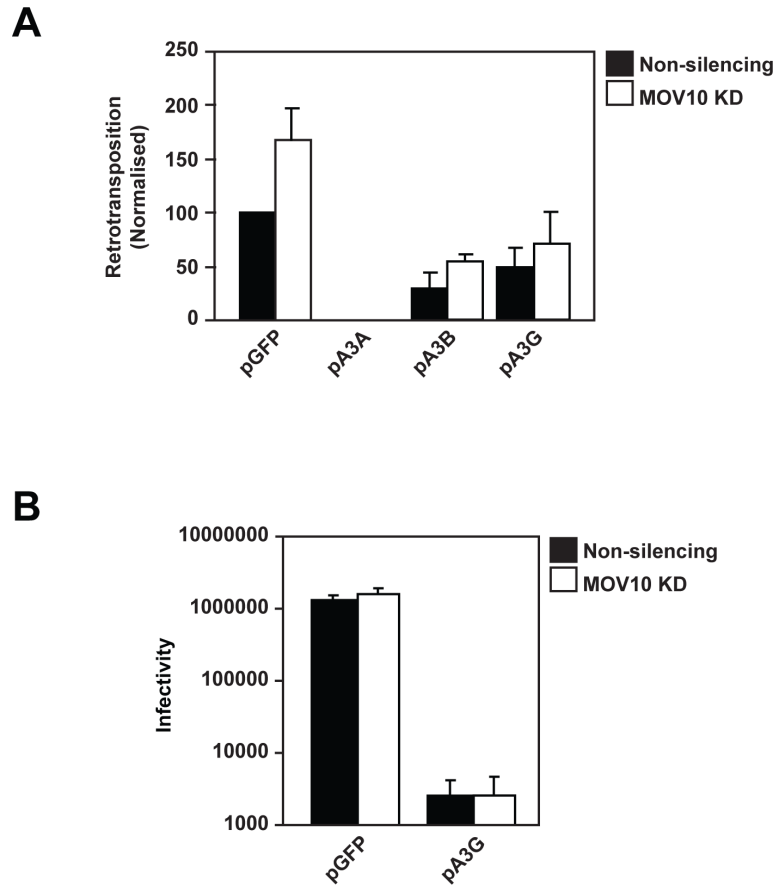 A
250
200
150
100
50
0
Retrotransposition
(Normalised)
Non-silencing
MOV10 KD
pGFP
pA3A
pA3B
pA3G
B
10000000
1000000
100000
10000
1000
Infectivity
Non-silencing
MOV10 KD
pGFP
pA3G